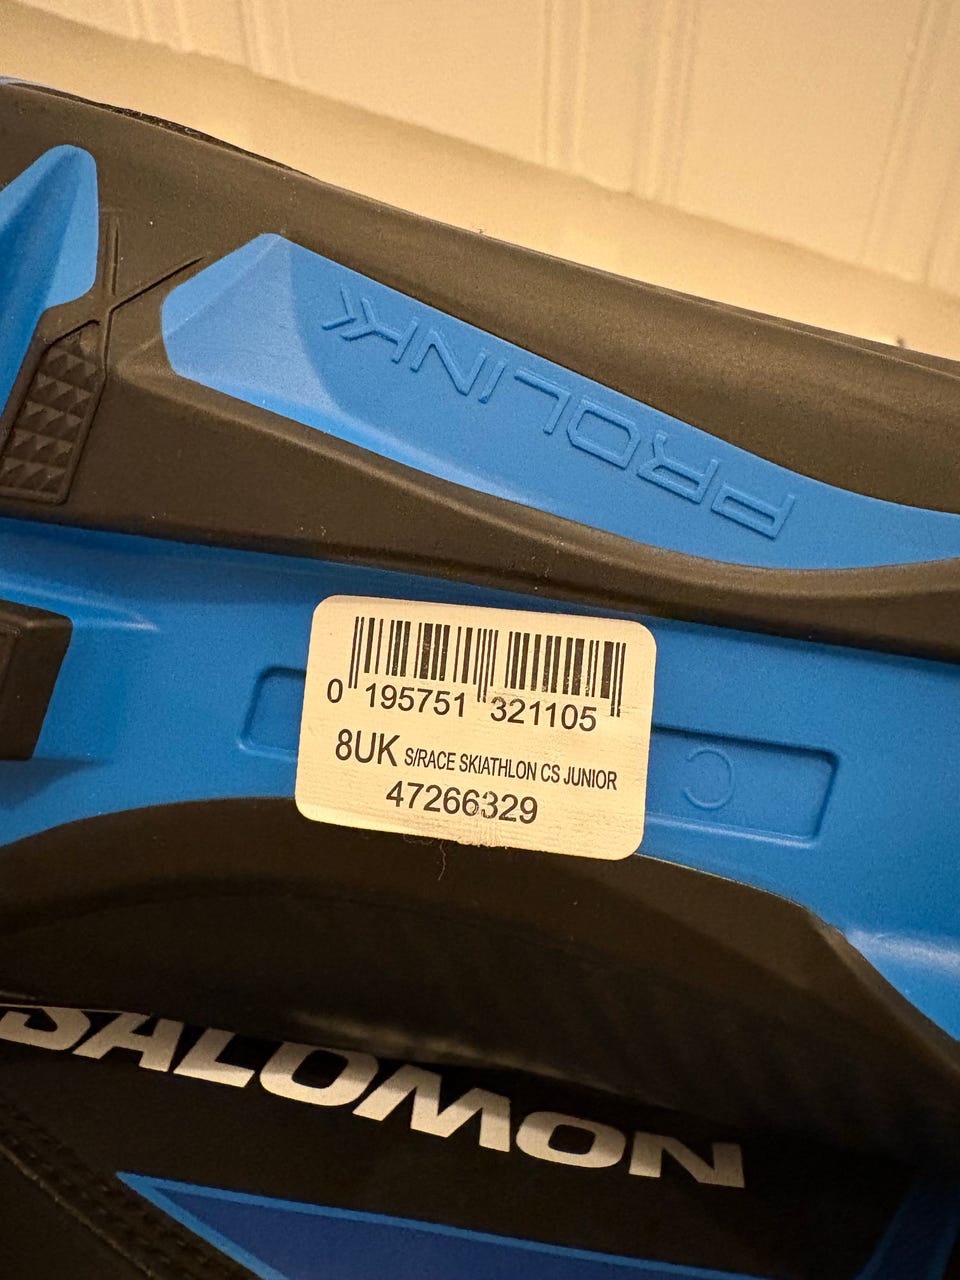 PROLINK
0 195751 321105
8UK S/RACE SKIATHLON CS JUNIOR
47266329
C
SALOMON